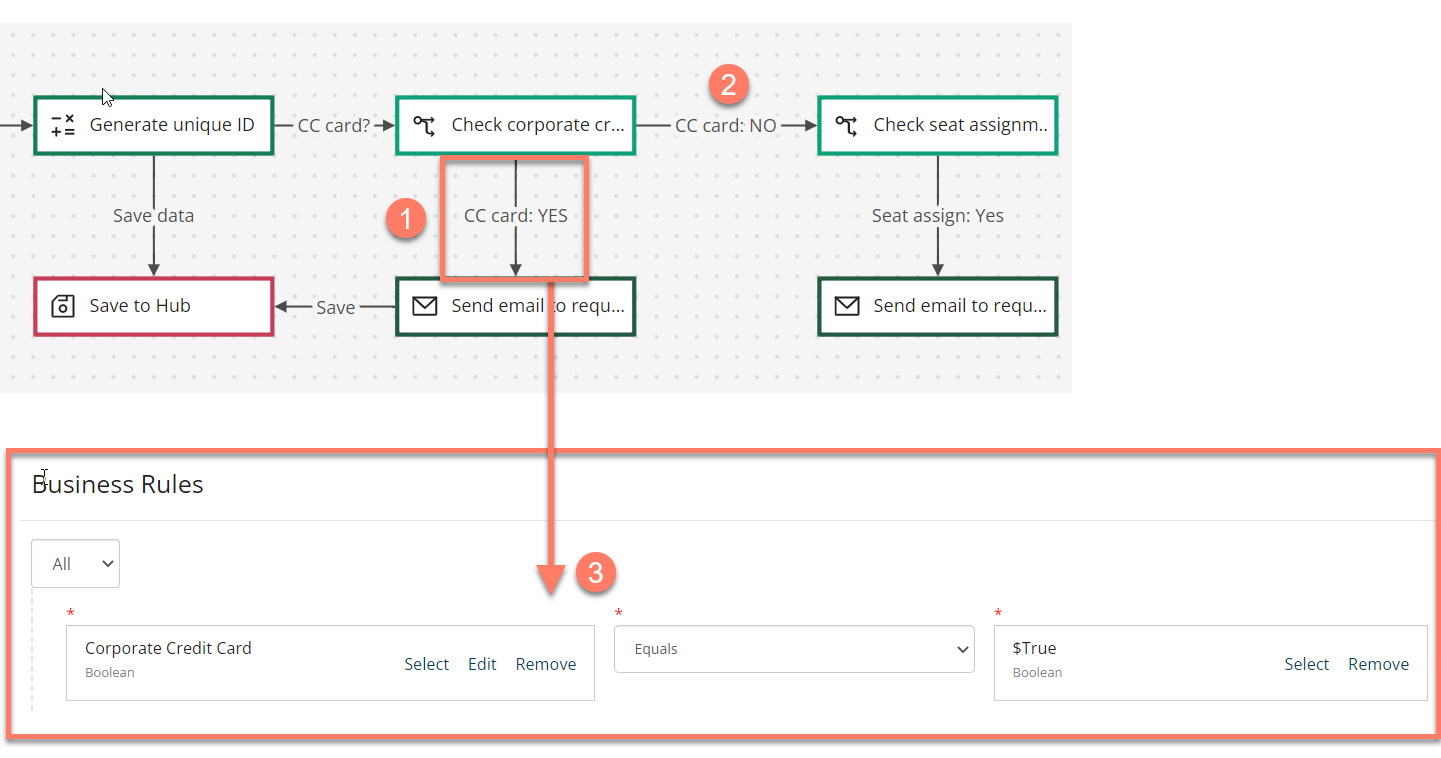 2
Generate unique ID
CC card?
Check corporate cr...
CC card: NO
Check seat assignm..
Save data
1
CC card: YES
Seat assign: Yes
Save to Hub
Save
Send email to requ...
Send email to requ...
Business Rules
All
3
*
*
*
Corporate Credit Card
Boolean
Select Edit Remove
Equals
$True
Boolean
Select Remove